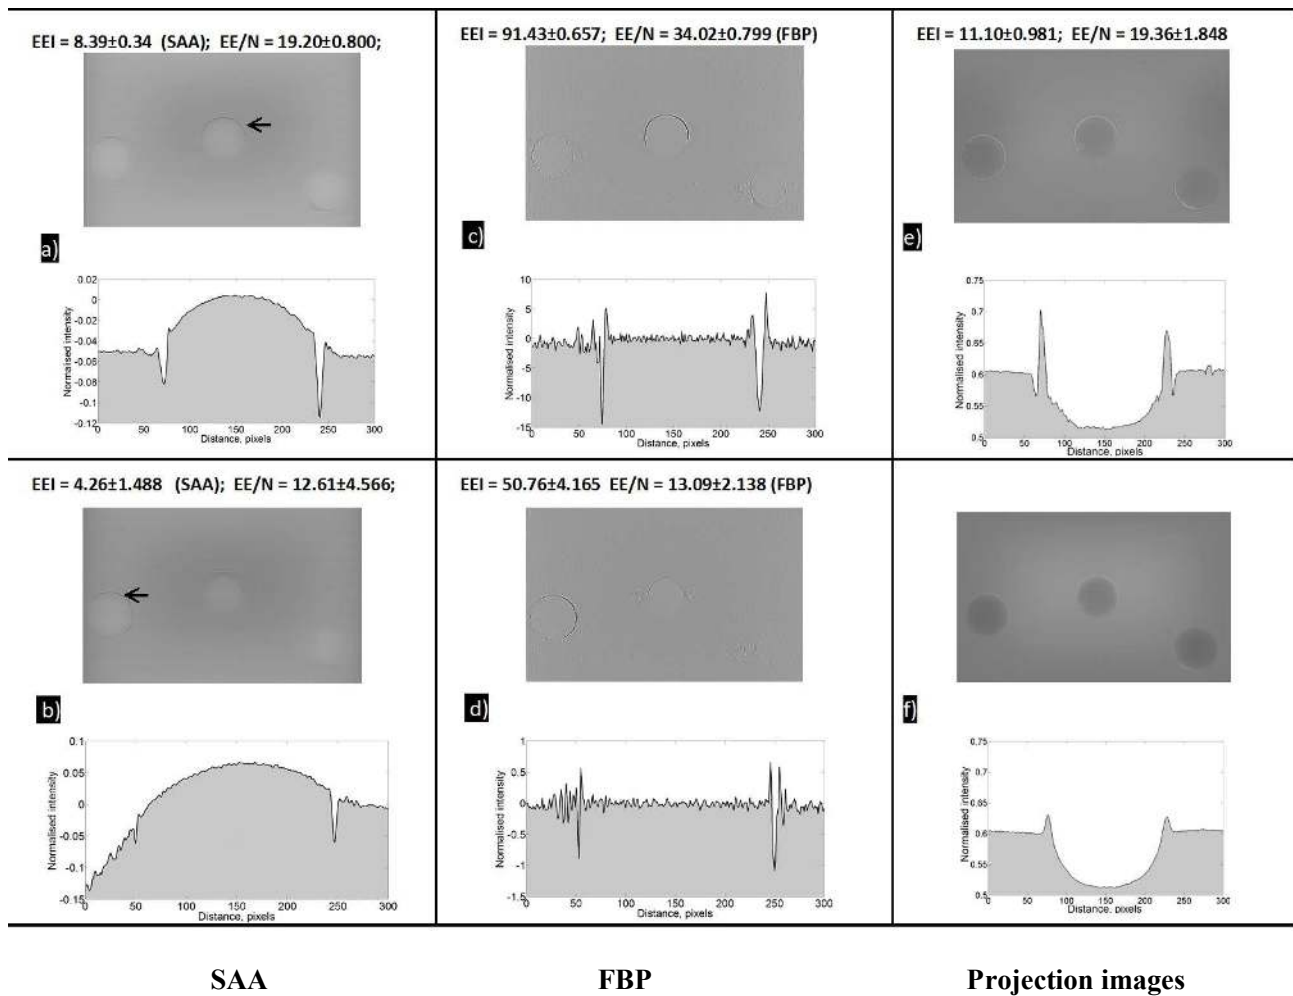 EEI = 8.39±0.34 (SAA); EE/N = 19.20±0.800;
a)
Normalised intensity
0.02
0
-0.02
-0.04
-0.06
-0.08
-0.1
-0.12
0 50 100 150 200 250 300
Distance, pixels
EEI = 91.43±0.657; EE/N = 34.02±0.799 (FBP)
c)
Normalised intensity
10
5
0
-5
-10
-15
0 50 100 150 200 250 300
Distance, pixels
EEI = 11.10±0.981; EE/N = 19.36±1.848
e)
Normalised intensity
0.75
0.7
0.65
0.6
0.55
0.5
0 50 100 150 200 250 300
Distance, pixels
EEI = 4.26±1.488 (SAA); EE/N = 12.61±4.566;
b)
Normalised intensity
0.1
0.05
0
-0.05
-0.1
-0.15
0 50 100 150 200 250 300
Distance, pixels
EEI = 50.76±4.165 EE/N = 13.09±2.138 (FBP)
d)
Normalised intensity
1
0.5
0
-0.5
-1
-1.5
0 50 100 150 200 250 300
Distance, pixels
f)
Normalised intensity
0.75
0.7
0.65
0.6
0.55
0.5
0 50 100 150 200 250 300
Distance, pixels
SAA FBP Projection images